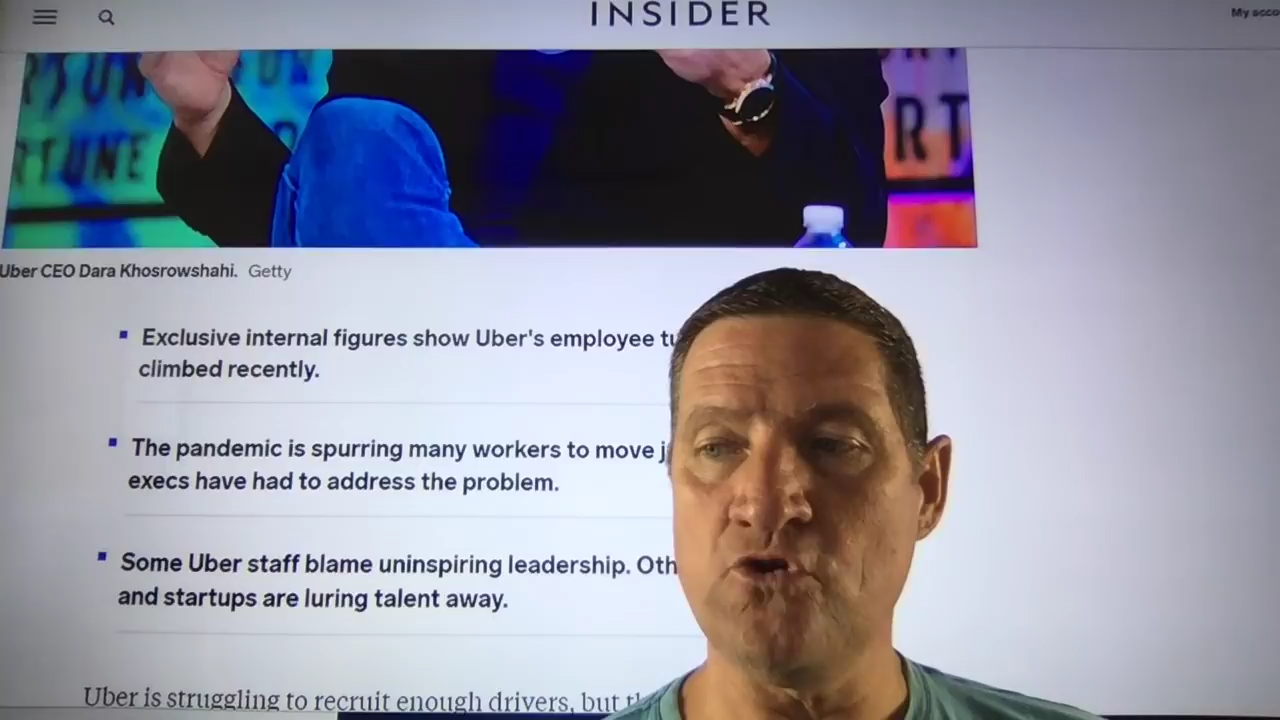 INSIDER
My acco
R'S UN
FUN
RTUNE
RT
Uber CEO Dara Khosrowshahi. Getty
Exclusive internal figures show Uber's employee tu
climbed recently.
The pandemic is spurring many workers to move j
execs have had to address the problem.
Some Uber staff blame uninspiring leadership. Oth
and startups are luring talent away.
Uber is struggling to recruit enough drivers, but th